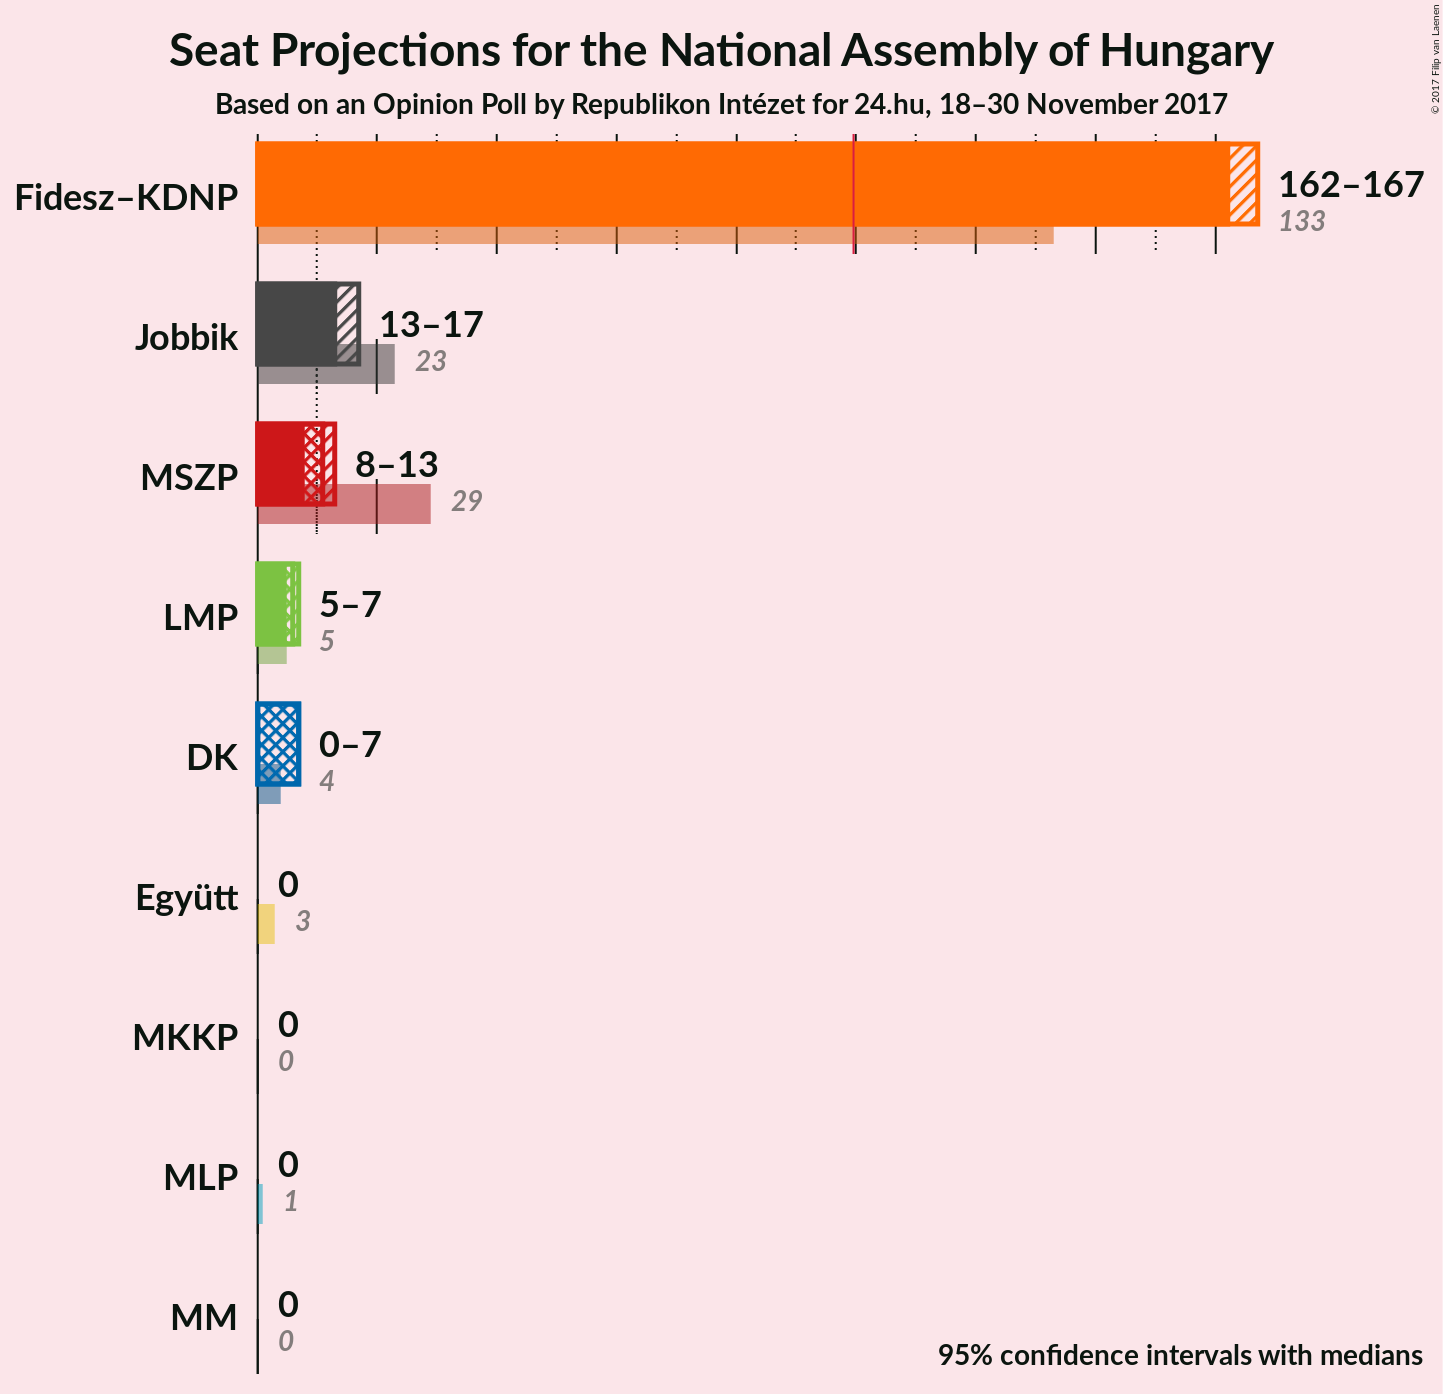 Seat Projections for the National Assembly of Hungary
Based on an Opinion Poll by Republikon Intézet for 24.hu, 18–30 November 2017
© 2017 Filip van Laenen
Fidesz–KDNP
162–167
133
Jobbik
13–17
23
MSZP
8–13
29
LMP
5–7
5
DK
0–7
4
Együtt
0
3
MKKP
0
0
MLP
0
1
MM
0
0
95% confidence intervals with medians